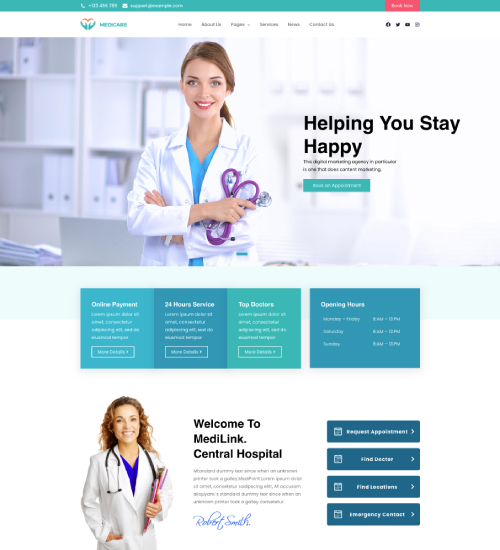 +123 456 789 support@example.com Book Now
MEDICARE Home About Us Pages Services News Contact Us
Helping You Stay
Happy
This digital marketing agency in particular
is one that does content marketing.
Book an Appointment
Online Payment
Lorem ipsum dolor sit
amet, consectetur
adipiscing elit, sed do
eiusmod tempor
More Details
24 Hours Service
Lorem ipsum dolor sit
amet, consectetur
adipiscing elit, sed do
eiusmod tempor
More Details
Top Doctors
Lorem ipsum dolor sit
amet, consectetur
adipiscing elit, sed do
eiusmod tempor
More Details
Opening Hours
Monday – Friday 8 AM – 10 PM
Saturday 8 AM – 10 PM
Sunday 8 AM – 10 PM
Welcome To
MediLink.
Central Hospital
Mcandard dummy teir since when an unknown
printer took a galley.MediPoint Lorem ipsum dolor
sit amet, consetetur sadipscing elitr, At accusam
aliquyam.s standard dummy teir since when an
unknown printer took a galley consetetur
Robert Smith.
Request Appointment
Find Doctor
Find Locations
Emergency Contact